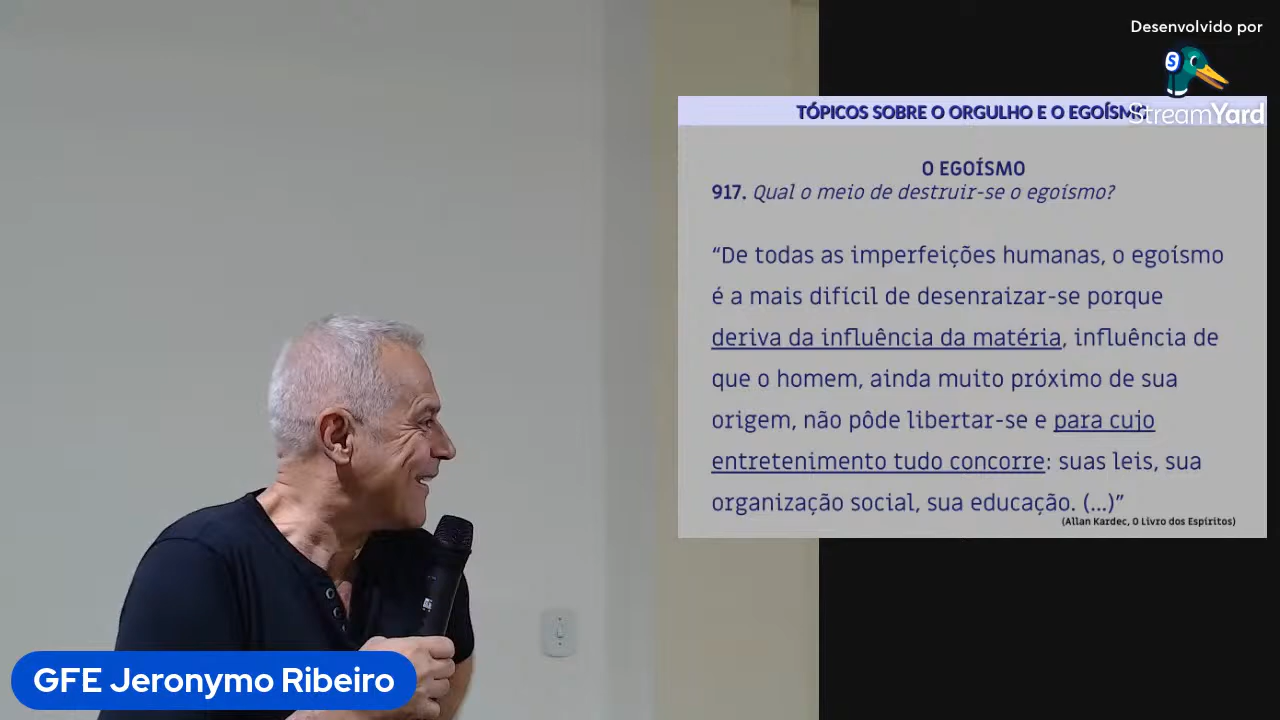 Desenvolvido por
StreamYard
TÓPICOS SOBRE O ORGULHO E O EGOÍSMO
O EGOÍSMO
917. Qual o meio de destruir-se o egoísmo?
“De todas as imperfeições humanas, o egoísmo
é a mais difícil de desenraizar-se porque
deriva da influência da matéria, influência de
que o homem, ainda muito próximo de sua
origem, não pôde libertar-se e para cujo
entretenimento tudo concorre: suas leis, sua
organização social, sua educação. (...)”
(Allan Kardec, O Livro dos Espíritos)
GFE Jeronymo Ribeiro